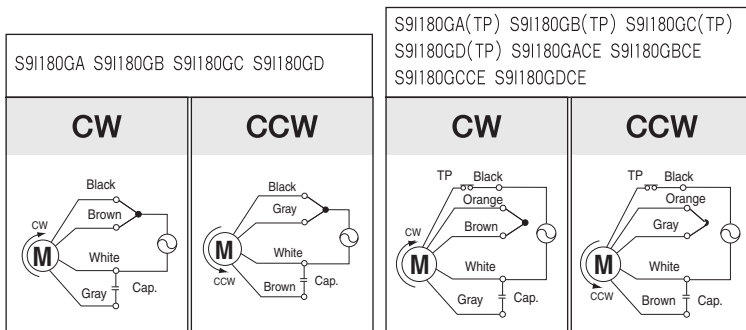 S9I180GA S9I180GB S9I180GC S9I180GD
CW
CCW
Black
Brown
CW
M
White
Gray
Cap.
Black
Gray
M
White
CCW
Brown
Cap.
S9I180GA(TP) S9I180GB(TP) S9I180GC(TP)
S9I180GD(TP) S9I180GACE S9I180GBCE
S9I180GCCE S9I180GDCE
CW
CCW
TP
Black
Orange
CW
Brown
M
White
Gray
Cap.
TP
Black
Orange
Gray
M
White
CCW
Brown
Cap.